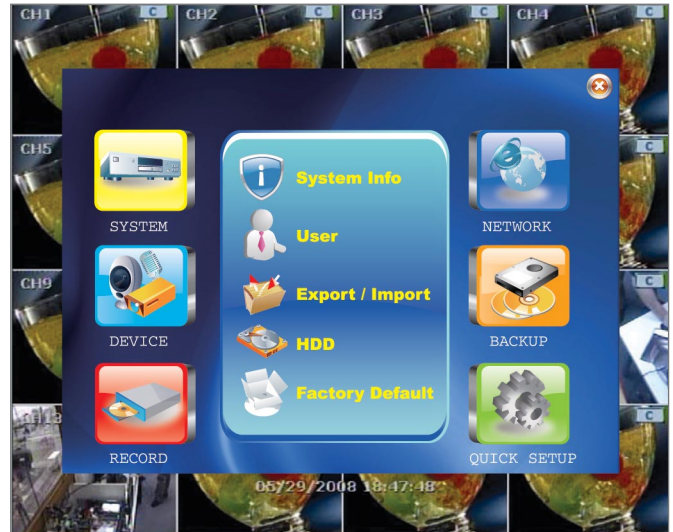 CH1 C CH2 C CH3 C CH4 C
CH5 C
System Info
SYSTEM NETWORK
User
CH9 C
Export / Import
DEVICE BACKUP
HDD
Factory Default
CH13 C
RECORD QUICK SETUP
05/29/2008 18:47:48